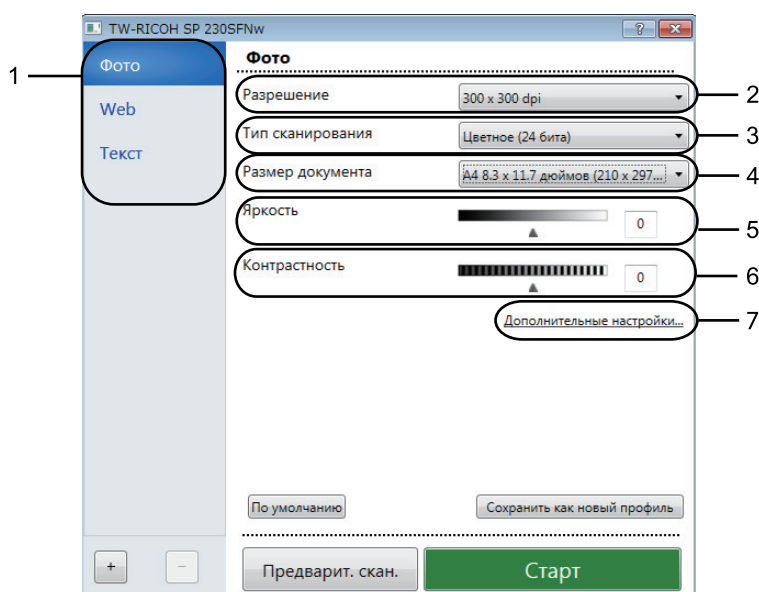 TW-RICOH SP 230SFNw
?
1
Фото
Web
Текст
Фото
Разрешение 300 x 300 dpi 2
Тип сканирования Цветное (24 бита) 3
Размер документа A4 8.3 x 11.7 дюймов (210 x 297... 4
Яркость 0 5
Контрастность 0 6
Дополнительные настройки... 7
По умолчанию Сохранить как новый профиль
+ − Предварит. скан. Старт